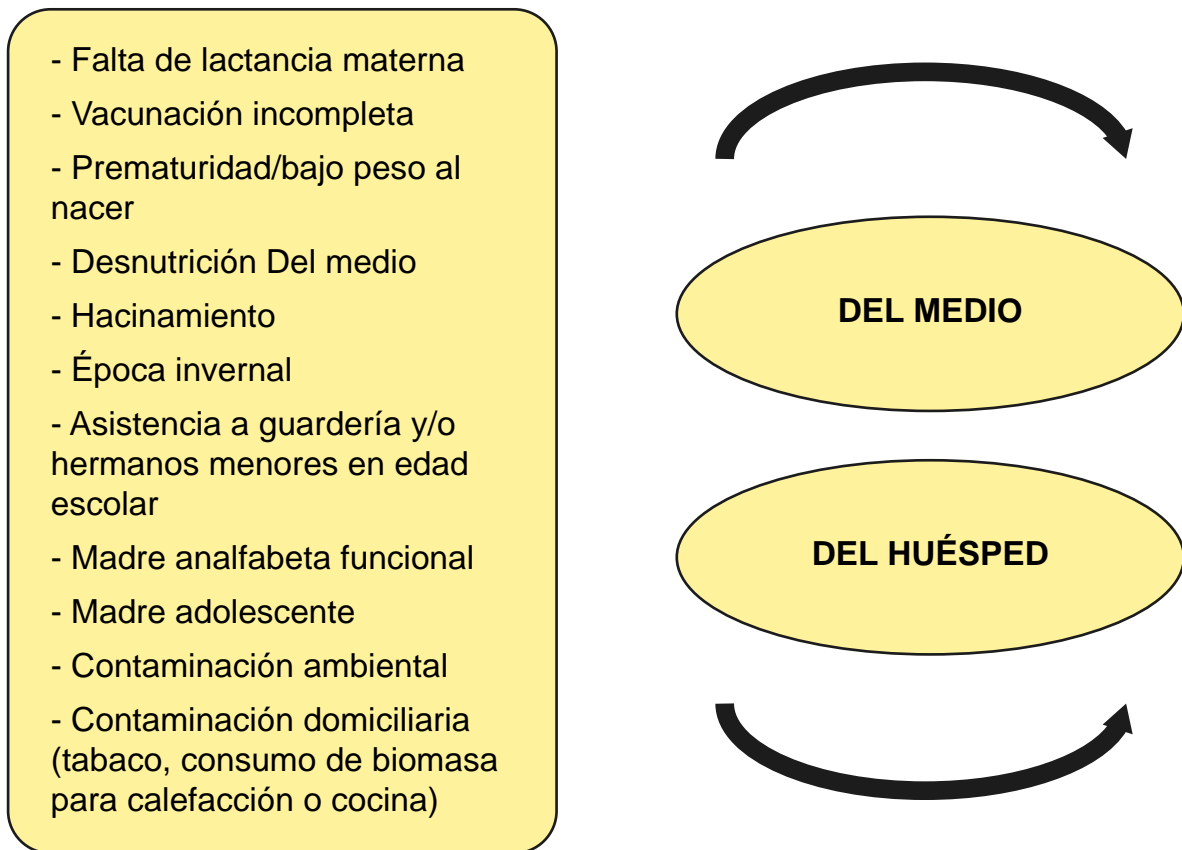 - Falta de lactancia materna
- Vacunación incompleta
- Prematuridad/bajo peso al
nacer
- Desnutrición Del medio
- Hacinamiento
- Época invernal
- Asistencia a guardería y/o
hermanos menores en edad
escolar
- Madre analfabeta funcional
- Madre adolescente
- Contaminación ambiental
- Contaminación domiciliaria
(tabaco, consumo de biomasa
para calefacción o cocina)
DEL MEDIO
DEL HUÉSPED